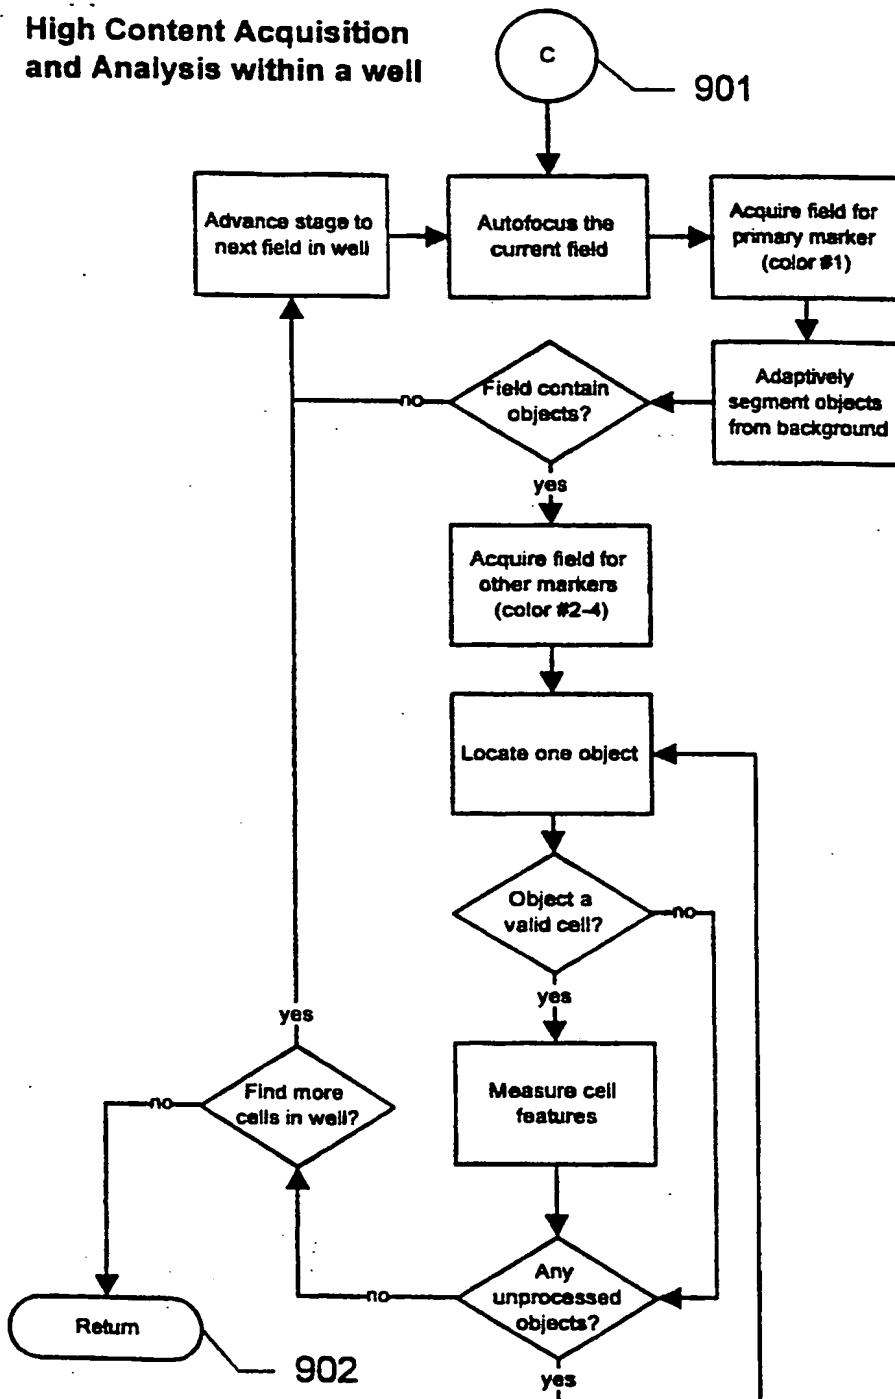 High Content Acquisition
and Analysis within a well
C
901
Advance stage to
next field in well
Autofocus the
current field
Acquire field for
primary marker
(color #1)
Field contain
objects?
Adaptively
segment objects
from background
no
yes
Acquire field for
other markers
(color #2-4)
Locate one object
Object a
valid cell?
no
yes
yes
Measure cell
features
Find more
cells in well?
no
Any
unprocessed
objects?
no
Return
902
yes